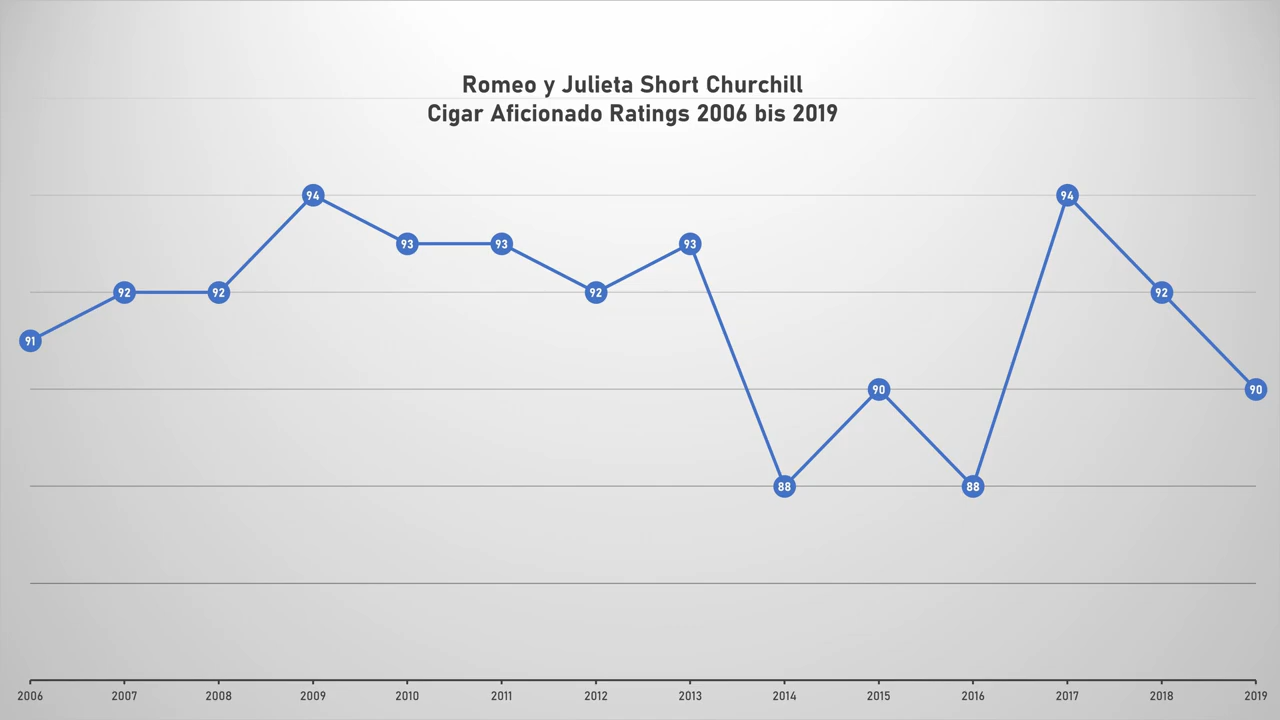 Romeo y Julieta Short Churchill
Cigar Aficionado Ratings 2006 bis 2019
91 92 92 94 93 93 92 93 88 90 88 94 92 90
2006 2007 2008 2009 2010 2011 2012 2013 2014 2015 2016 2017 2018 2019